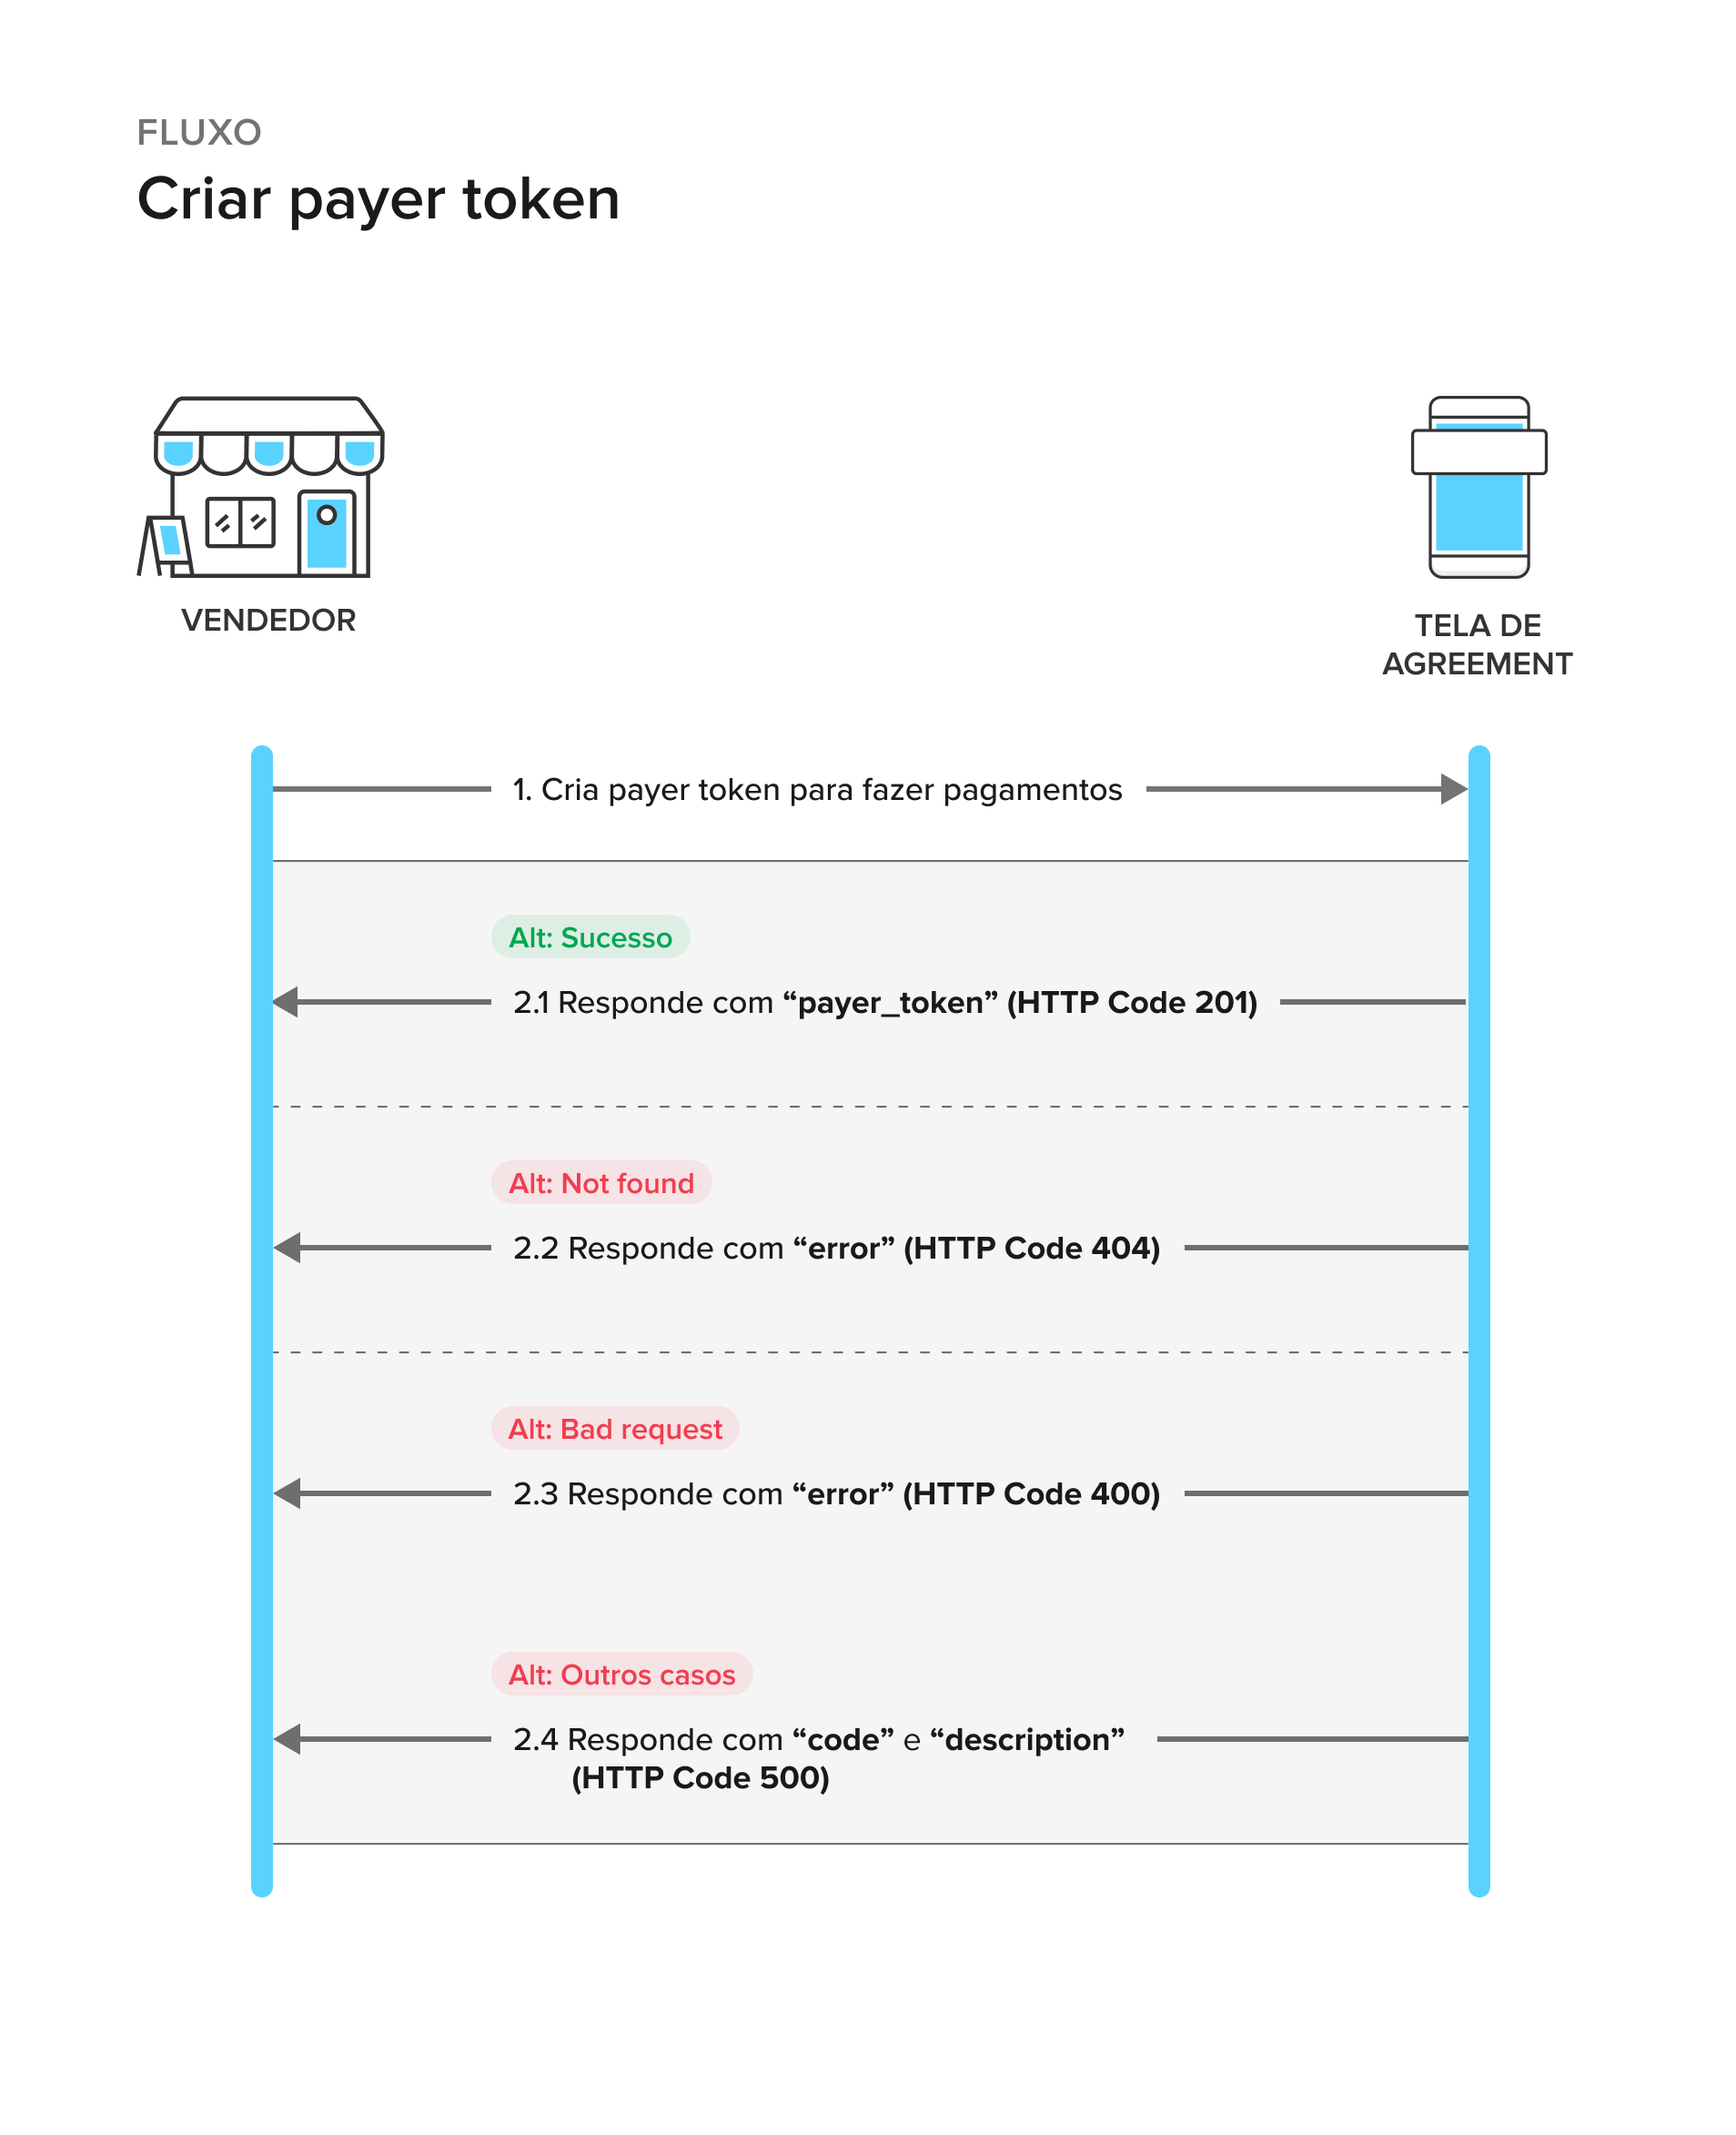 FLUXO
Criar payer token
VENDEDOR
TELA DE
AGREEMENT
1. Cria payer token para fazer pagamentos
Alt: Sucesso
2.1 Responde com “payer_token” (HTTP Code 201)
Alt: Not found
2.2 Responde com “error” (HTTP Code 404)
Alt: Bad request
2.3 Responde com “error” (HTTP Code 400)
Alt: Outros casos
2.4 Responde com “code” e “description”
(HTTP Code 500)